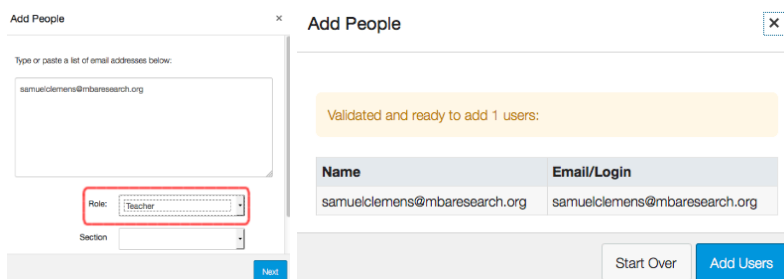 Add People ×
Type or paste a list of email addresses below:
samuelclemens@mbaresearch.org
Role: Teacher
Section
Next
Add People ×
Validated and ready to add 1 users:
Name Email/Login
samuelclemens@mbaresearch.org samuelclemens@mbaresearch.org
Start Over Add Users